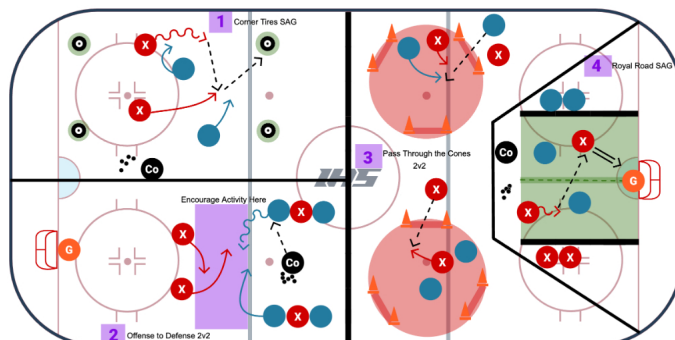 1 Corner Tires SAG
X
X
X
4 Royal Road SAG
Co
Co
X
3 Pass Through the Cones
2v2
IHS
G
X
X
Encourage Activity Here
X
X
X
G
Co
X
X
X
X
X
2 Offense to Defense 2v2